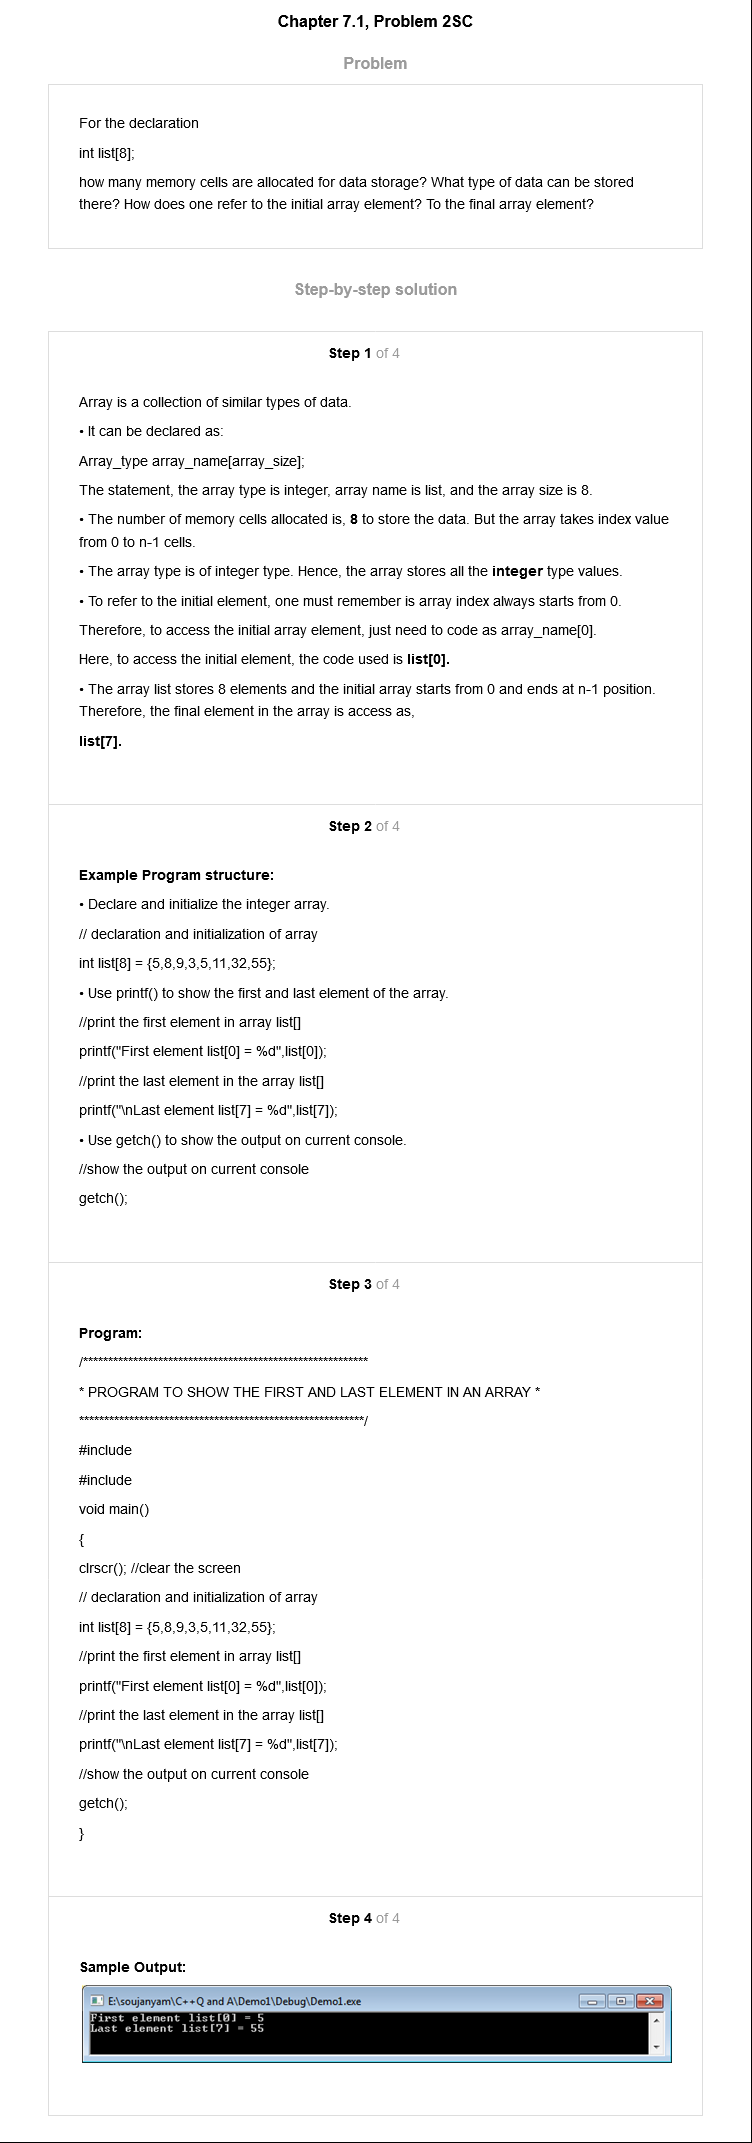 Chapter 7.1, Problem 2SC
Problem
For the declaration
int list[8];
how many memory cells are allocated for data storage? What type of data can be stored
there? How does one refer to the initial array element? To the final array element?
Step-by-step solution
Step 1 of 4
Array is a collection of similar types of data.
• It can be declared as:
Array_type array_name[array_size];
The statement, the array type is integer, array name is list, and the array size is 8.
• The number of memory cells allocated is, 8 to store the data. But the array takes index value
from 0 to n-1 cells.
• The array type is of integer type. Hence, the array stores all the integer type values.
• To refer to the initial element, one must remember is array index always starts from 0.
Therefore, to access the initial array element, just need to code as array_name[0].
Here, to access the initial element, the code used is list[0].
• The array list stores 8 elements and the initial array starts from 0 and ends at n-1 position.
Therefore, the final element in the array is access as,
list[7].
Step 2 of 4
Example Program structure:
• Declare and initialize the integer array.
// declaration and initialization of array
int list[8] = {5,8,9,3,5,11,32,55};
• Use printf() to show the first and last element of the array.
//print the first element in array list[]
printf("First element list[0] = %d",list[0]);
//print the last element in the array list[]
printf("\nLast element list[7] = %d",list[7]);
• Use getch() to show the output on current console.
//show the output on current console
getch();
Step 3 of 4
Program:
/*********************************************************
* PROGRAM TO SHOW THE FIRST AND LAST ELEMENT IN AN ARRAY *
*********************************************************/
#include
#include
void main()
{
clrscr(); //clear the screen
// declaration and initialization of array
int list[8] = {5,8,9,3,5,11,32,55};
//print the first element in array list[]
printf("First element list[0] = %d",list[0]);
//print the last element in the array list[]
printf("\nLast element list[7] = %d",list[7]);
//show the output on current console
getch();
}
Step 4 of 4
Sample Output:
E:\soujanyam\C++Q and A\Demo1\Debug\Demo1.exe
First element list[0] = 5
Last element list[7] = 55